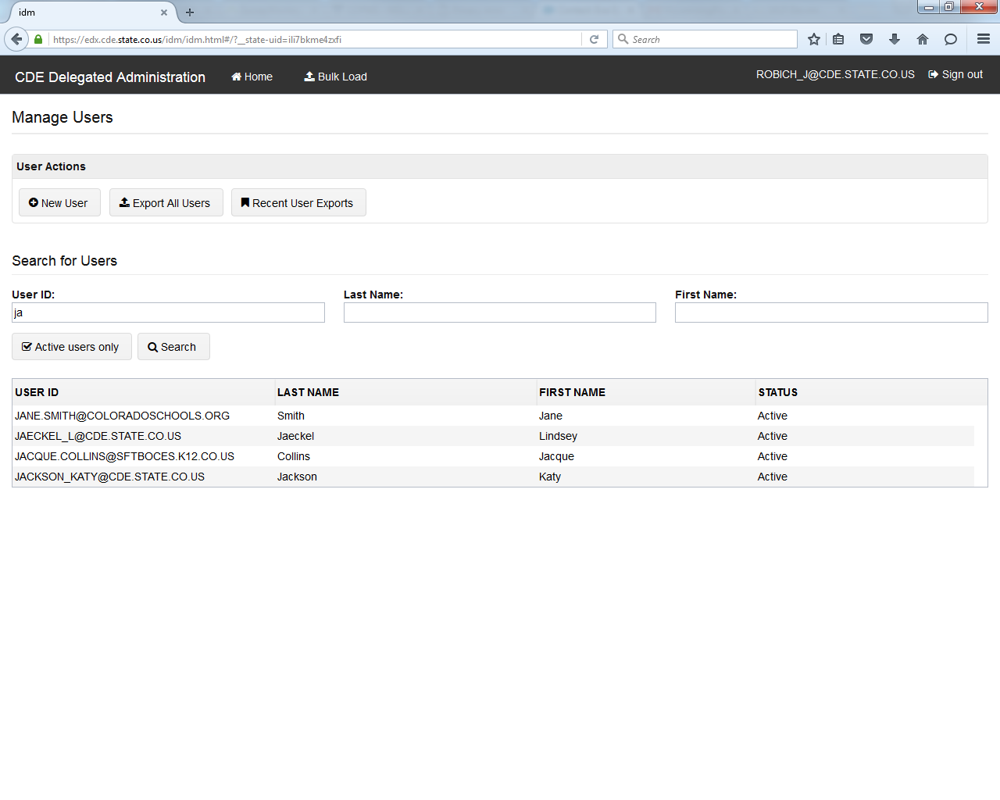 idm
https://edx.cde.state.co.us/idm/idm.html#/?__state-uid=ili7bkme4zxfi
Search
CDE Delegated Administration Home Bulk Load ROBICH_J@CDE.STATE.CO.US Sign out
Manage Users
User Actions
New User Export All Users Recent User Exports
Search for Users
User ID: Last Name: First Name:
ja
Active users only Search
USER ID LAST NAME FIRST NAME STATUS
JANE.SMITH@COLORADOSCHOOLS.ORG Smith Jane Active
JAECKEL_L@CDE.STATE.CO.US Jaeckel Lindsey Active
JACQUE.COLLINS@SFTBOCES.K12.CO.US Collins Jacque Active
JACKSON_KATY@CDE.STATE.CO.US Jackson Katy Active